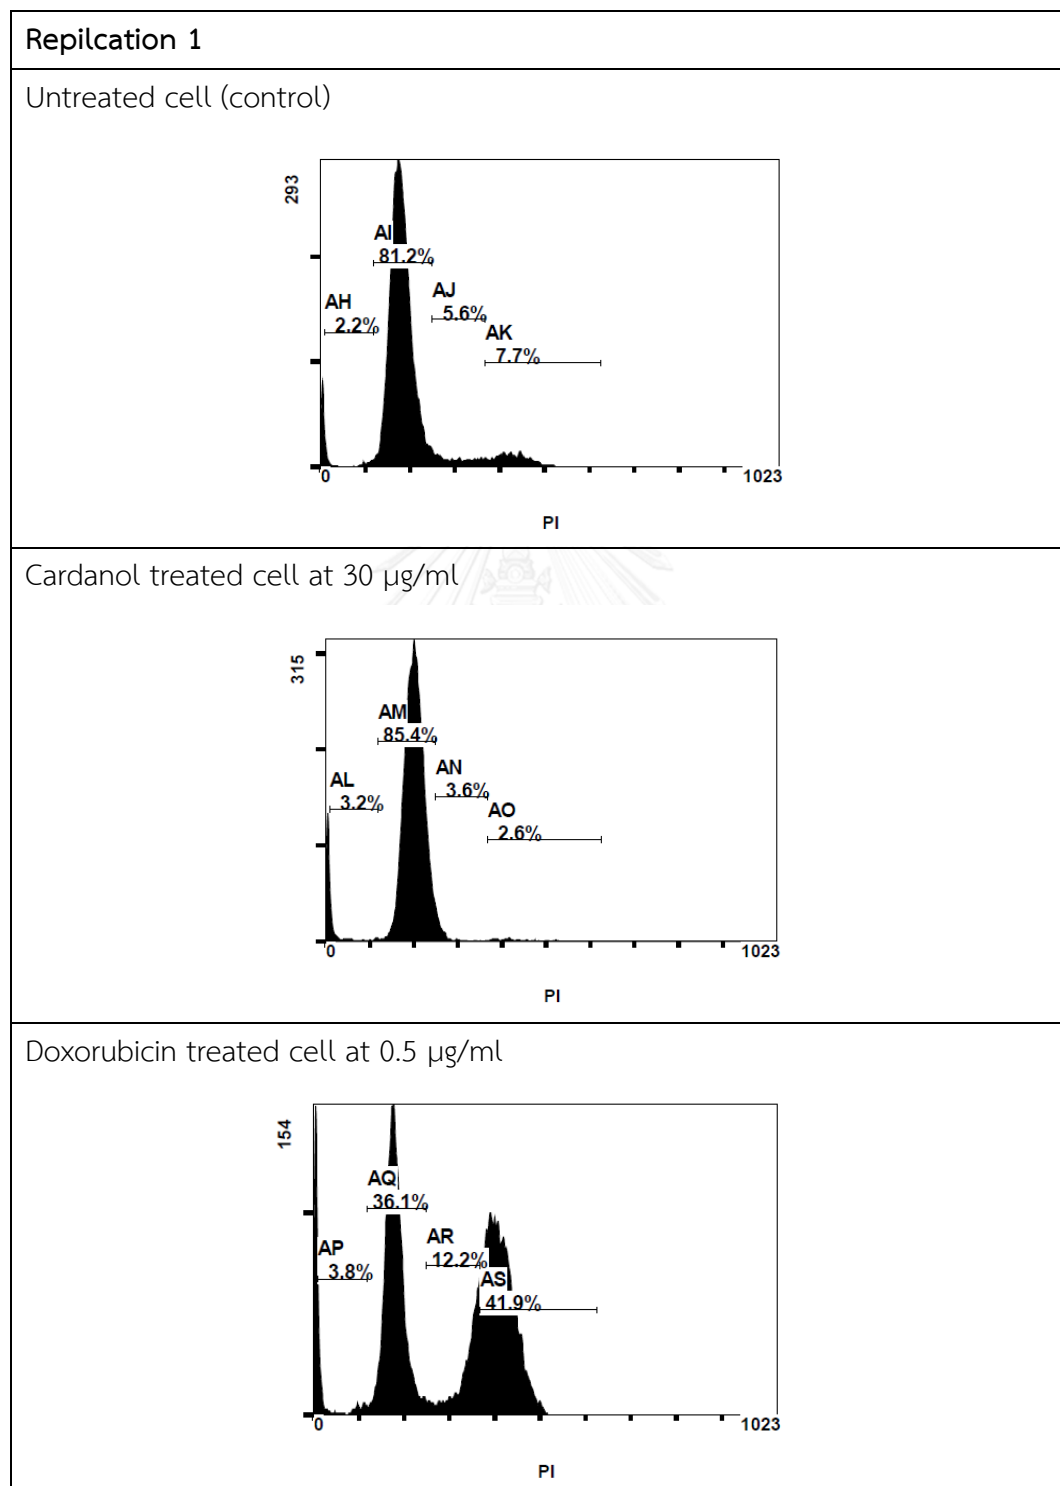 Repilcation 1
Untreated cell (control)
293
AI
81.2%
AH
2.2%
AJ
5.6%
AK
7.7%
0
1023
PI
Cardanol treated cell at 30 µg/ml
315
AM
85.4%
AL
3.2%
AN
3.6%
AO
2.6%
0
1023
PI
Doxorubicin treated cell at 0.5 µg/ml
154
AQ
36.1%
AP
3.8%
AR
12.2%
AS
41.9%
0
1023
PI